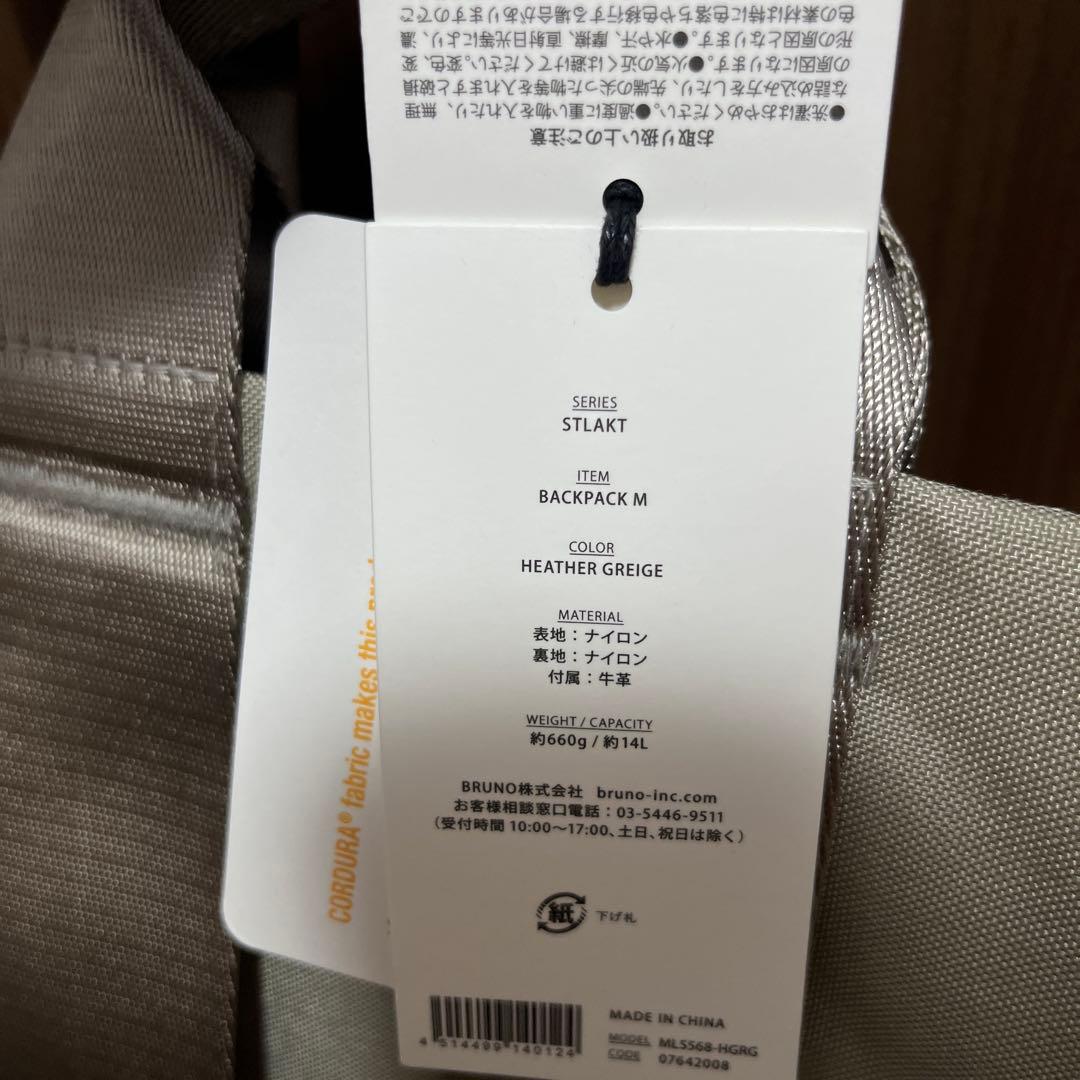 お取り扱い上のご注意
●洗濯はおやめください。●過度に重い物を入れたり、無理
な詰め込み方をしたり、先端の尖った物等を入れますと破損
の原因になります。●火気の近くは避けてください。変色、変
形の原因となります。●水や汗、摩擦、直射日光等により、濃
色の素材は特に色落ちや色移行する場合がありますのでご
SERIES
STLAKT
ITEM
BACKPACK M
COLOR
HEATHER GREIGE
MATERIAL
表地：ナイロン
裏地：ナイロン
付属：牛革
WEIGHT / CAPACITY
約660g / 約14L
BRUNO株式会社 bruno-inc.com
お客様相談窓口電話：03-5446-9511
（受付時間 10:00～17:00、土日、祝日は除く）
紙 下げ札
4 514499 140124
MADE IN CHINA
MODEL ML5568-HGRG
CODE 07642008
CORDURA® fabric makes this